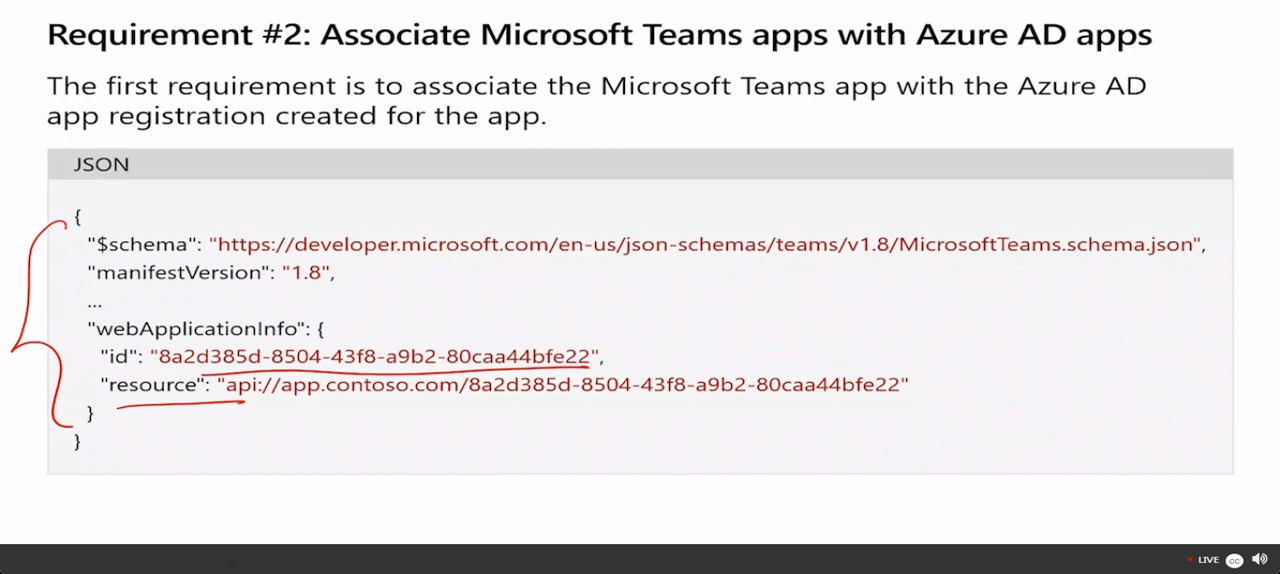 Requirement #2: Associate Microsoft Teams apps with Azure AD apps
The first requirement is to associate the Microsoft Teams app with the Azure AD
app registration created for the app.
JSON
{
"$schema": "https://developer.microsoft.com/en-us/json-schemas/teams/v1.8/MicrosoftTeams.schema.json",
"manifestVersion": "1.8",
...
"webApplicationInfo": {
"id": "8a2d385d-8504-43f8-a9b2-80caa44bfe22",
"resource": "api://app.contoso.com/8a2d385d-8504-43f8-a9b2-80caa44bfe22"
}
}
LIVE CC